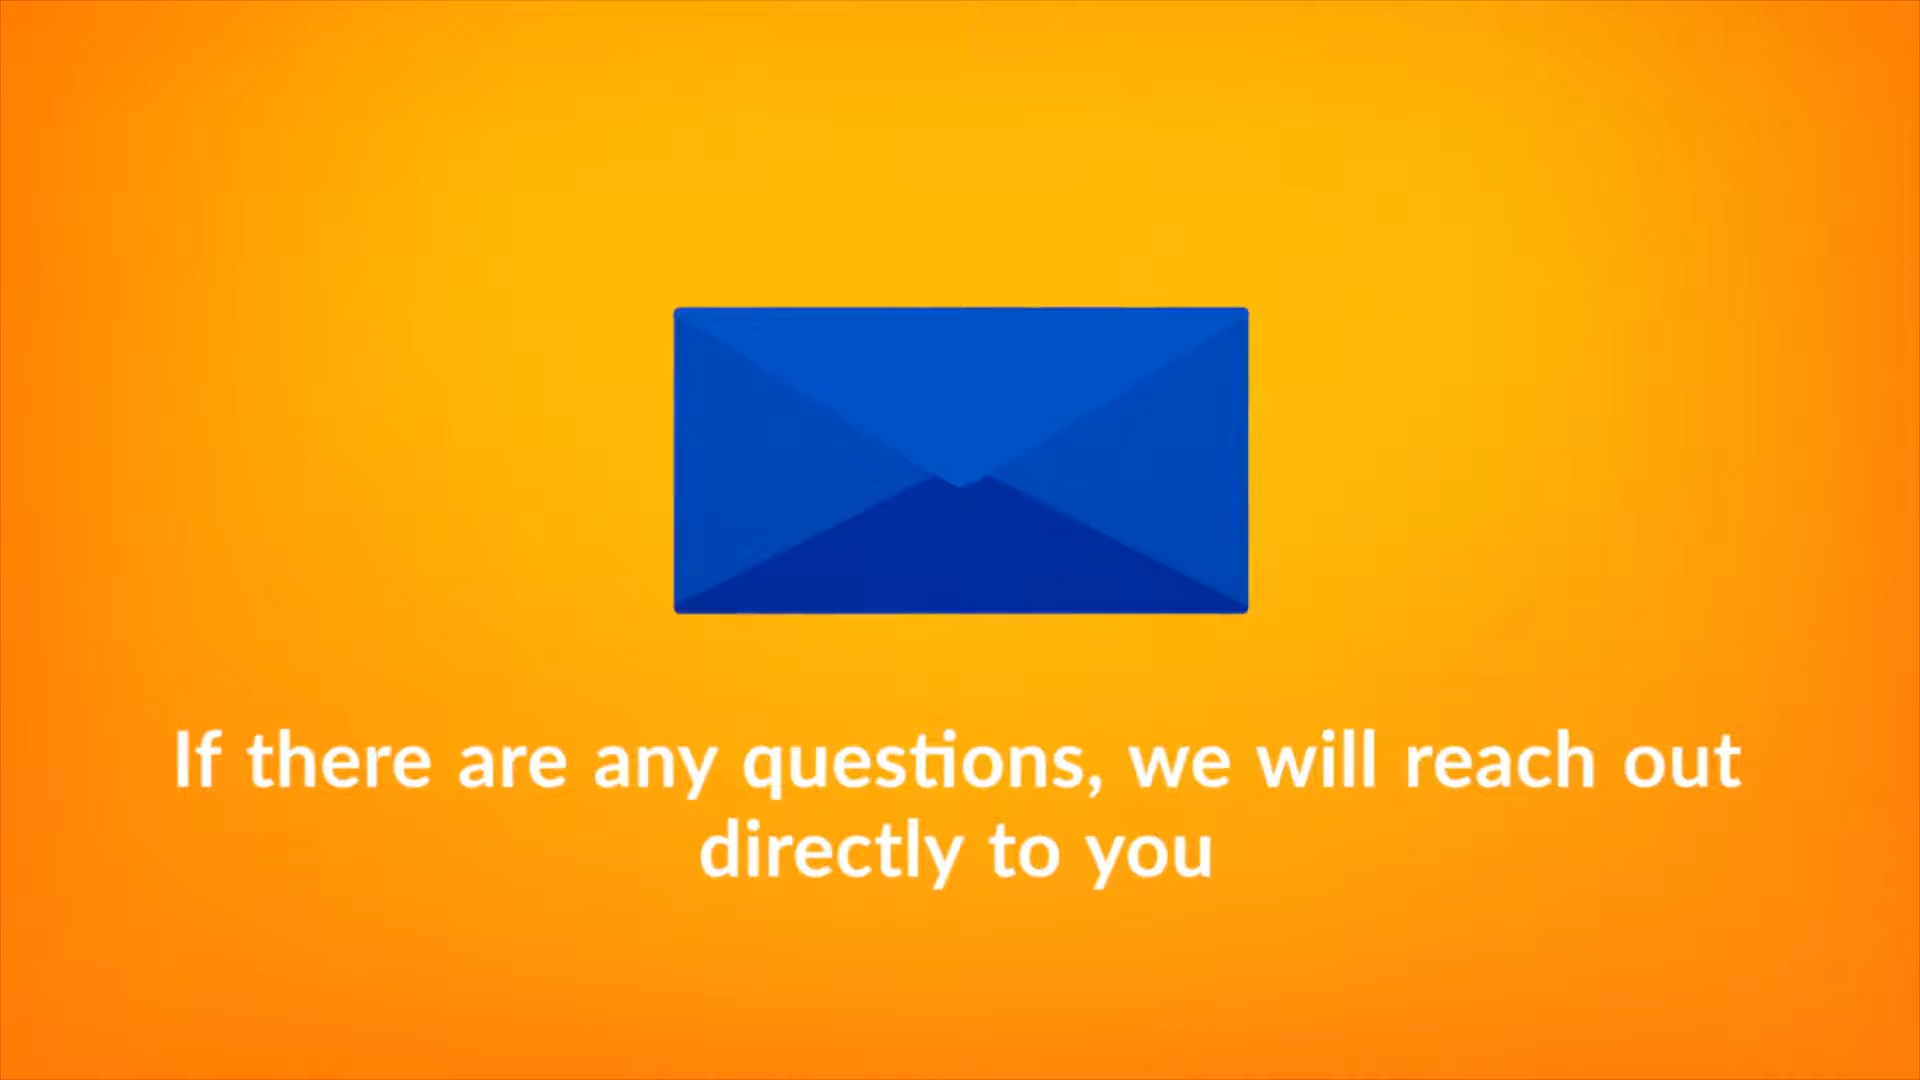 If there are any questions, we will reach out
directly to you